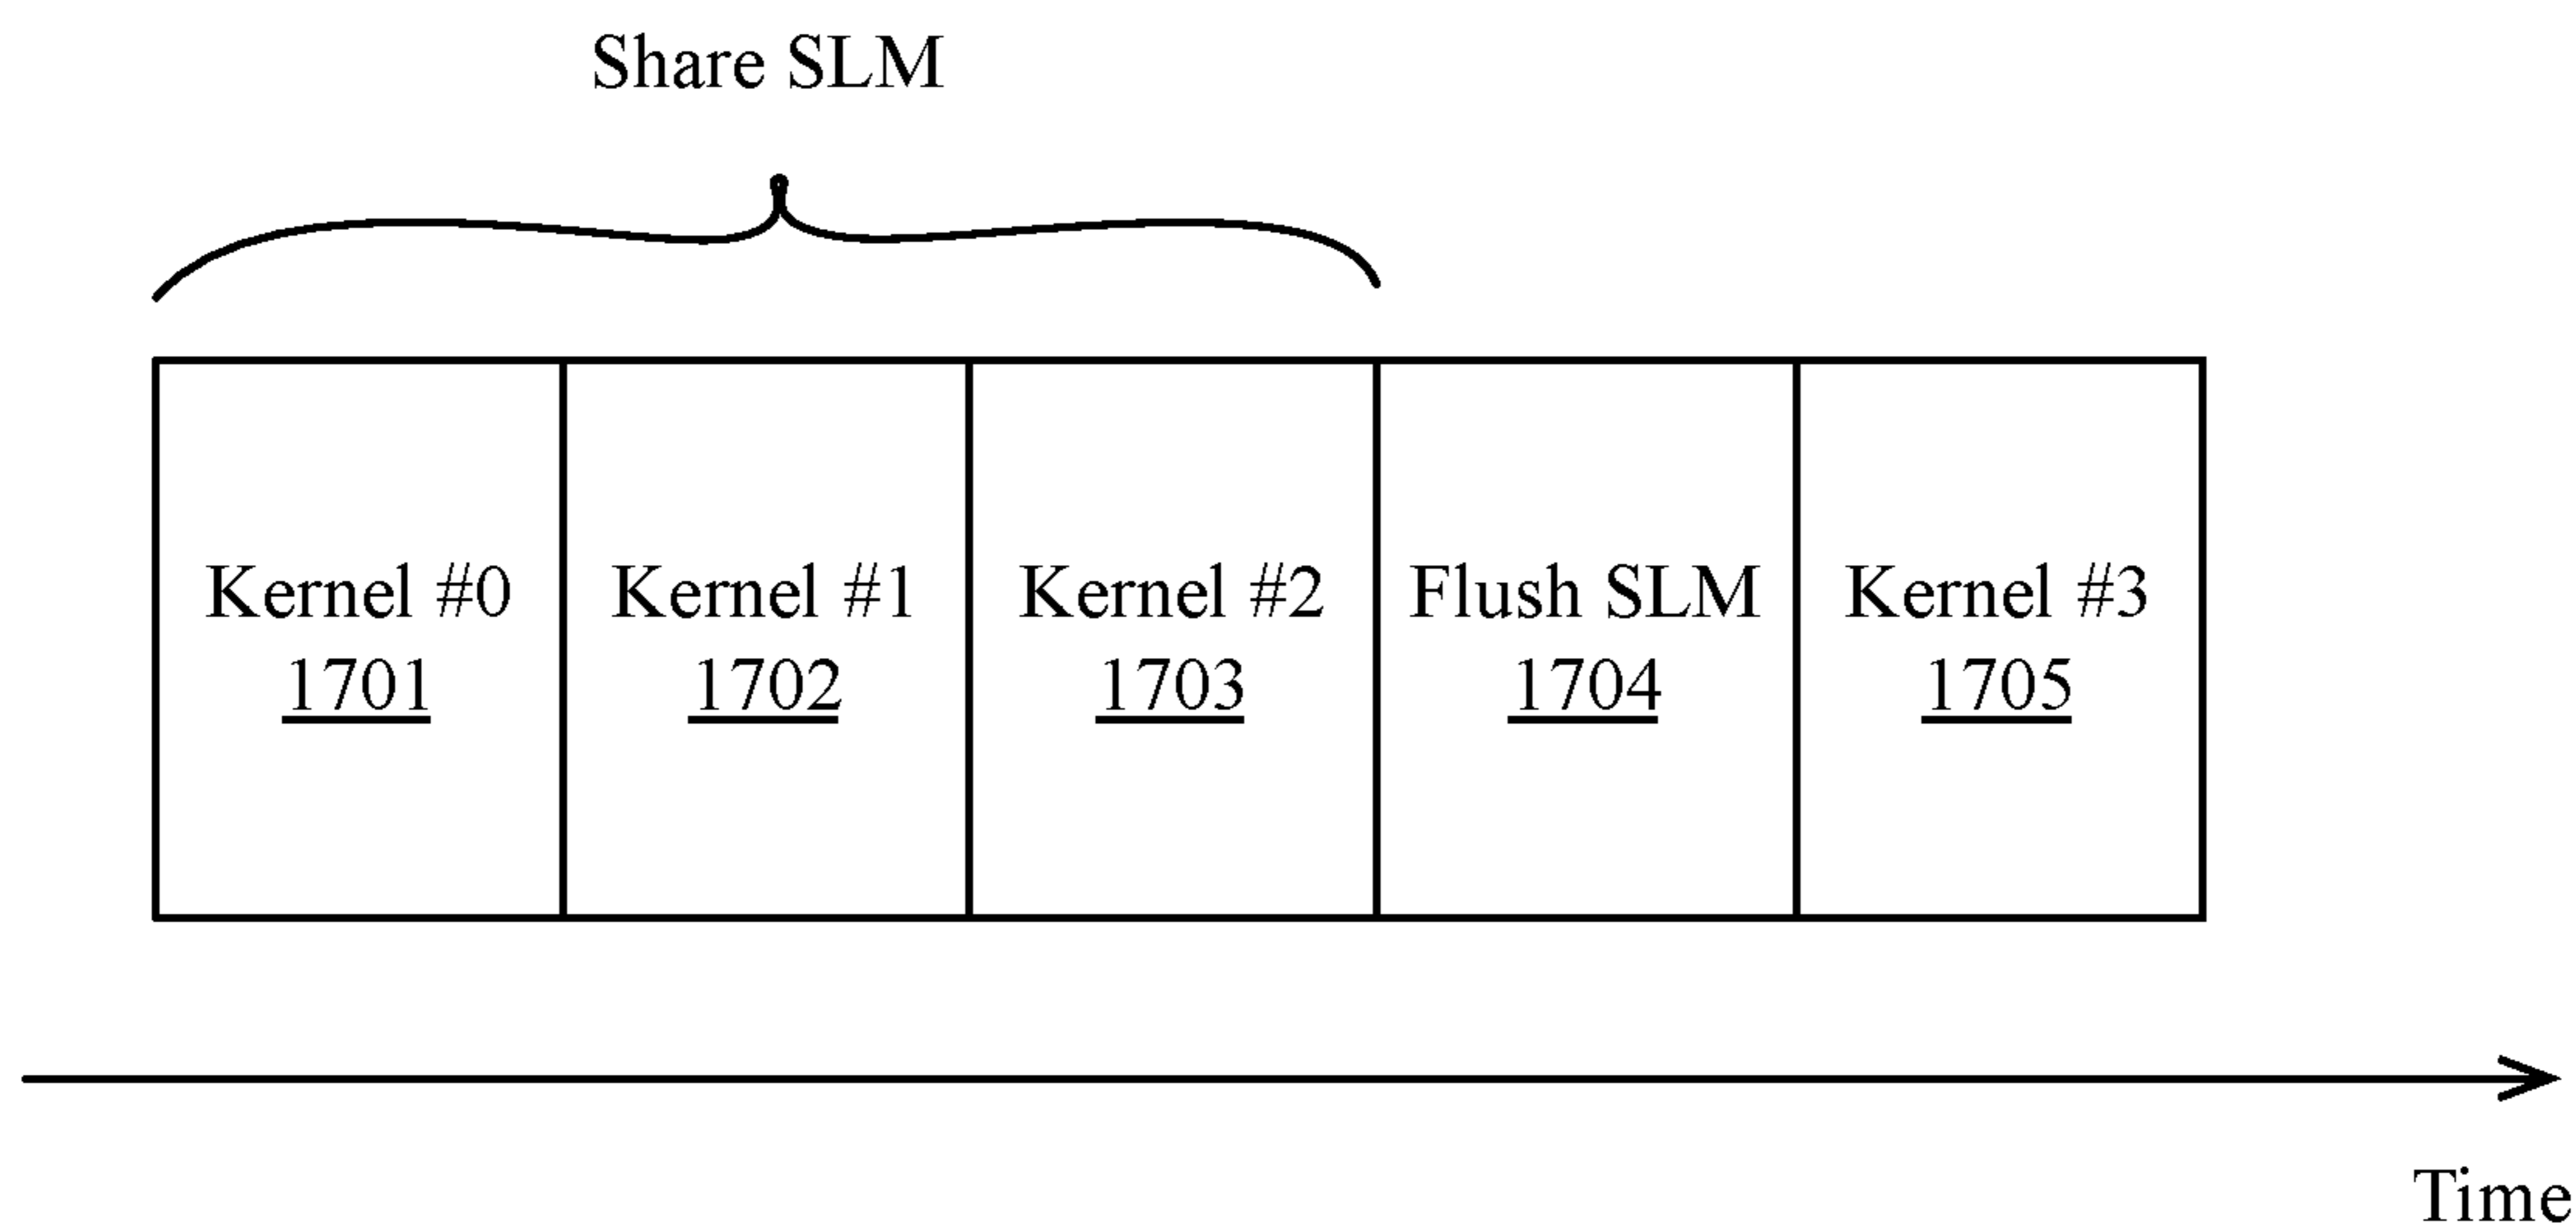 Share SLM
Kernel #0
1701
Kernel #1
1702
Kernel #2
1703
Flush SLM
1704
Kernel #3
1705
Time